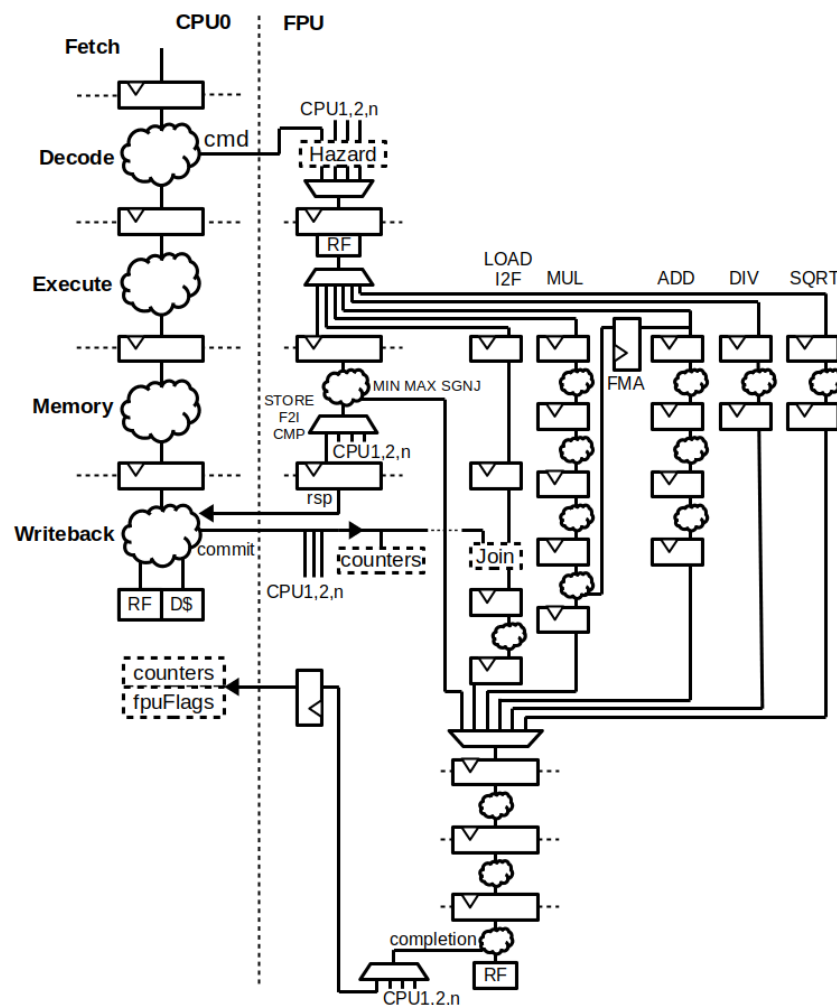 CPU0
FPU
Fetch
CPU1,2,n
cmd
Hazard
Decode
RF
LOAD
I2F
MUL
ADD
DIV
SQRT
Execute
FMA
MIN MAX SGNJ
Memory
STORE
F2I
CMP
CPU1,2,n
rsp
Writeback
commit
counters
Join
CPU1,2,n
RF
D$
counters
fpuFlags
completion
RF
CPU1,2,n